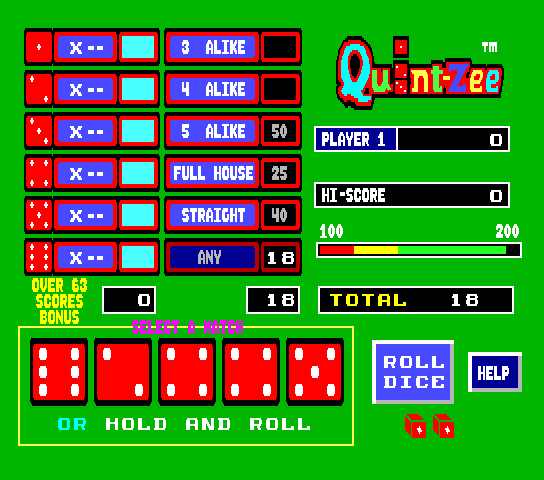 X -- 3 ALIKE
X -- 4 ALIKE
X -- 5 ALIKE 50
X -- FULL HOUSE 25
X -- STRAIGHT 40
X -- ANY 18
Quint-Zee TM
PLAYER 1 0
HI-SCORE 0
100 200
OVER 63
SCORES
BONUS
0 18
TOTAL 18
SELECT A MATCH
OR HOLD AND ROLL
ROLL
DICE
HELP